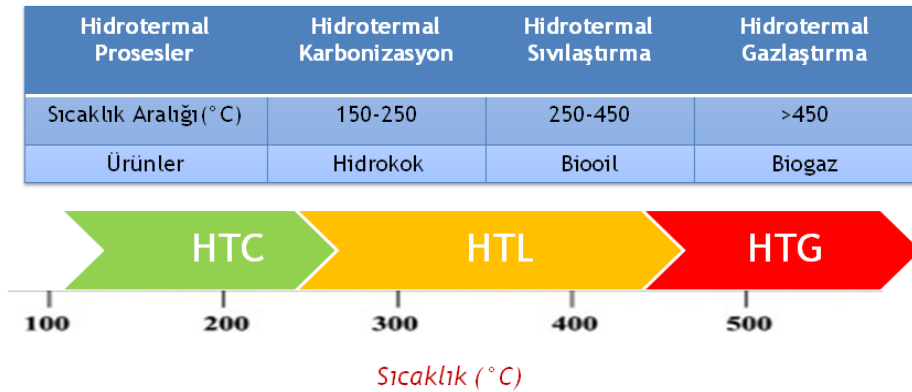 Hidrotermal Prosesler
Hidrotermal Karbonizasyon
Hidrotermal Sıvılaştırma
Hidrotermal Gazlaştırma
Sıcaklık Aralığı(°C) 150-250 250-450 >450
Ürünler Hidrokok Biooil Biogaz
HTC HTL HTG
100 200 300 400 500
Sıcaklık (°C)